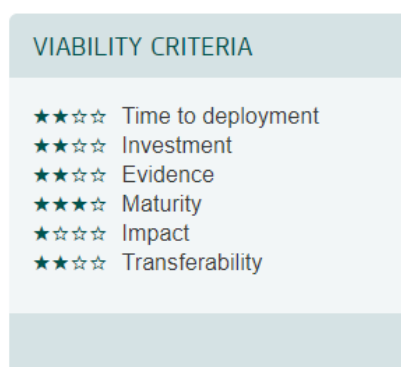 VIABILITY CRITERIA
★★☆☆ Time to deployment
★★☆☆ Investment
★★☆☆ Evidence
★★★☆ Maturity
★☆☆☆ Impact
★★☆☆ Transferability